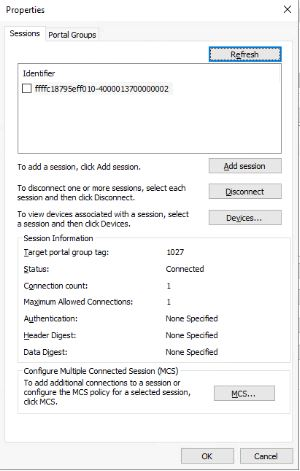 Properties
Sessions Portal Groups
Refresh
Identifier
ffffc18795eff010-4000013700000002
To add a session, click Add session.
Add session
To disconnect one or more sessions, select each
session and then click Disconnect.
Disconnect
To view devices associated with a session, select
a session and then click Devices.
Devices...
Session Information
Target portal group tag: 1027
Status: Connected
Connection count: 1
Maximum Allowed Connections: 1
Authentication: None Specified
Header Digest: None Specified
Data Digest: None Specified
Configure Multiple Connected Session (MCS)
To add additional connections to a session or
configure the MCS policy for a selected session,
click MCS.
MCS...
OK Cancel